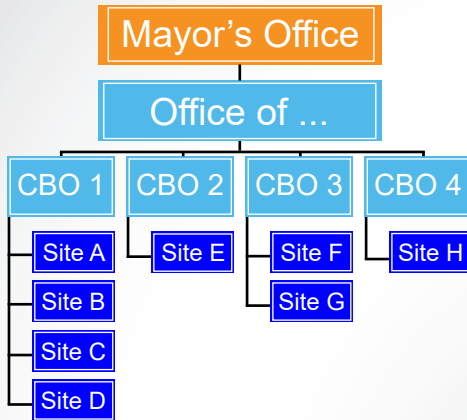 Mayor’s Office
Office of ...
CBO 1
CBO 2
CBO 3
CBO 4
Site A
Site E
Site F
Site H
Site B
Site G
Site C
Site D